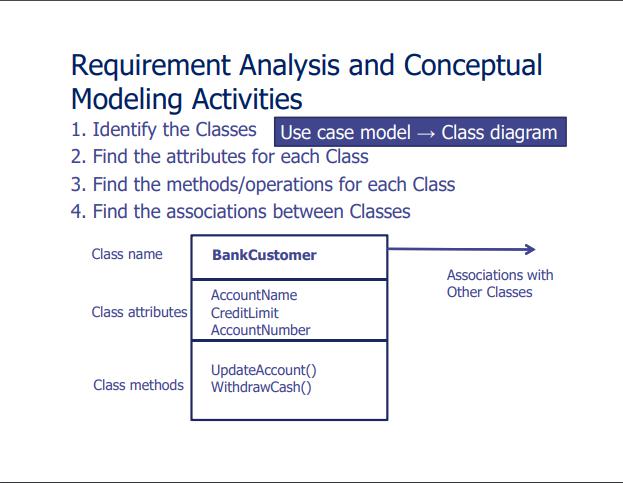 Requirement Analysis and Conceptual
Modeling Activities
1. Identify the Classes
Use case model → Class diagram
2. Find the attributes for each Class
3. Find the methods/operations for each Class
4. Find the associations between Classes
Class name
BankCustomer
Associations with
Other Classes
Class attributes
AccountName
CreditLimit
AccountNumber
Class methods
UpdateAccount()
WithdrawCash()